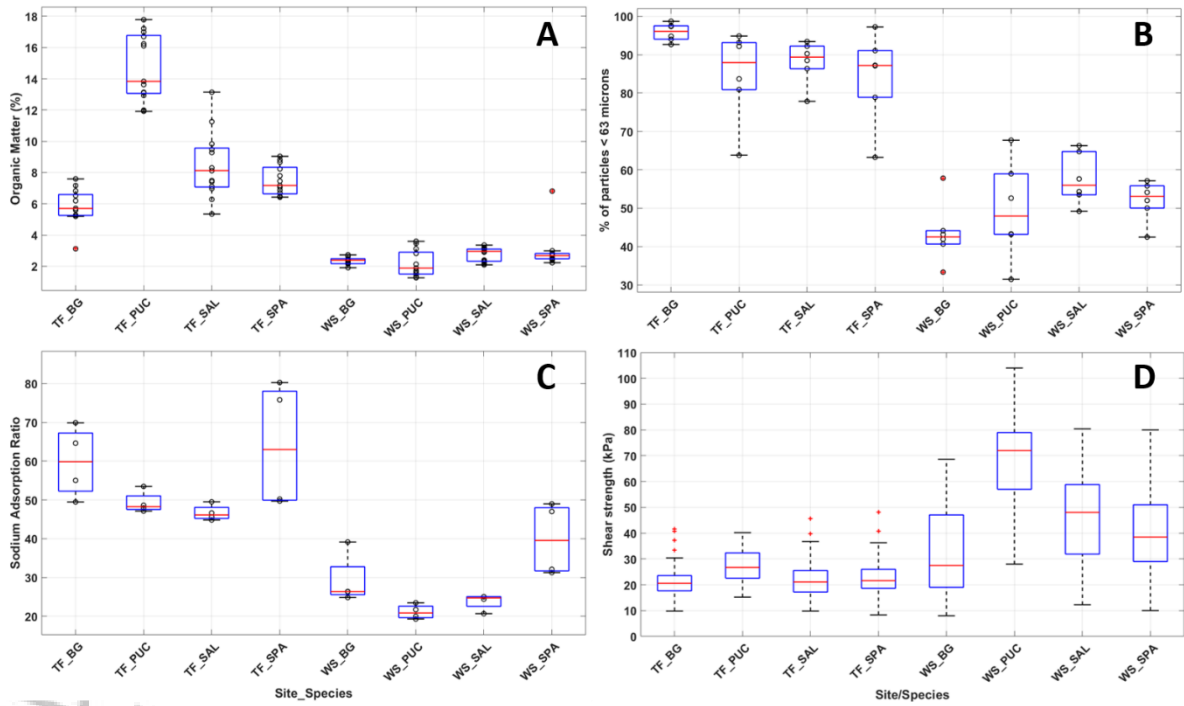 A
Organic Matter (%)
18
16
14
12
10
8
6
4
2
TF_BG
TF_PUC
TF_SAL
TF_SPA
WS_BG
WS_PUC
WS_SAL
WS_SPA
B
% of particles < 63 microns
100
90
80
70
60
50
40
30
TF_BG
TF_PUC
TF_SAL
TF_SPA
WS_BG
WS_PUC
WS_SAL
WS_SPA
C
Sodium Adsorption Ratio
80
70
60
50
40
30
20
TF_BG
TF_PUC
TF_SAL
TF_SPA
WS_BG
WS_PUC
WS_SAL
WS_SPA
Site_Species
D
Shear strength (kPa)
110
100
90
80
70
60
50
40
30
20
10
0
TF_BG
TF_PUC
TF_SAL
TF_SPA
WS_BG
WS_PUC
WS_SAL
WS_SPA
Site/Species